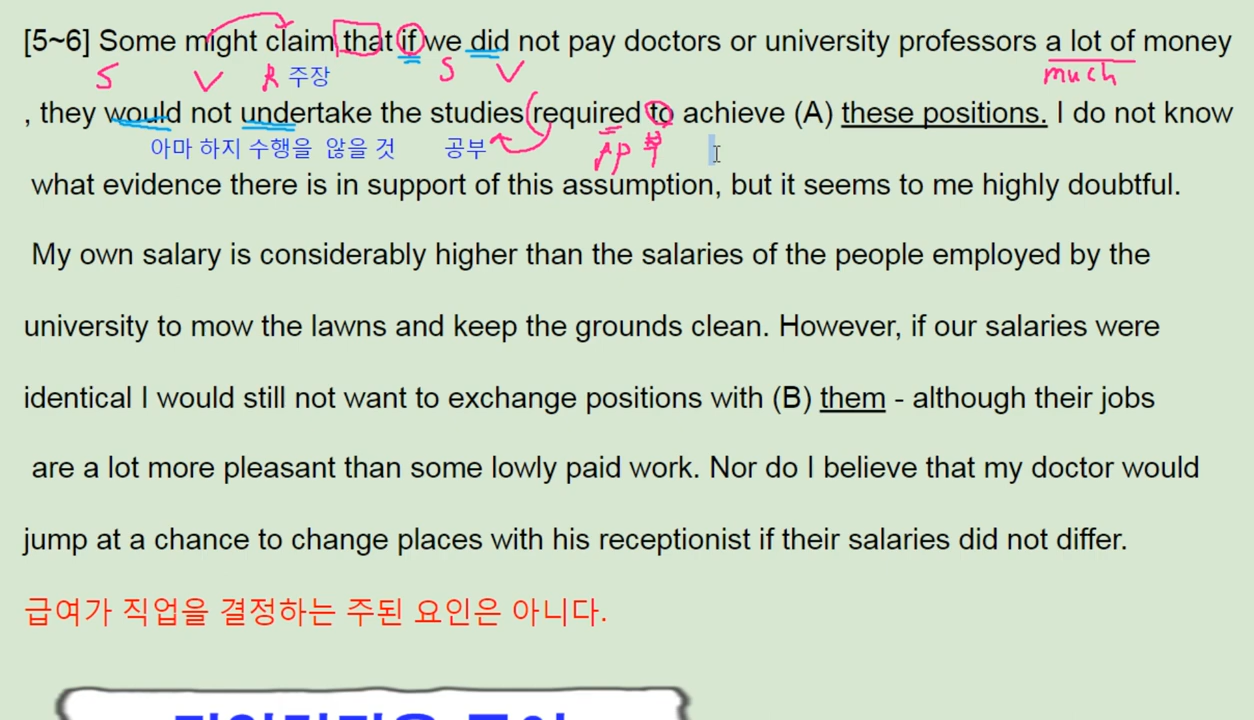 [5~6] Some might claim that if we did not pay doctors or university professors a lot of money
S V R 주장 S V much
, they would not undertake the studies required to achieve (A) these positions. I do not know
아마 하지 수행을 않을 것 공부 pp 부
what evidence there is in support of this assumption, but it seems to me highly doubtful.
My own salary is considerably higher than the salaries of the people employed by the
university to mow the lawns and keep the grounds clean. However, if our salaries were
identical I would still not want to exchange positions with (B) them - although their jobs
are a lot more pleasant than some lowly paid work. Nor do I believe that my doctor would
jump at a chance to change places with his receptionist if their salaries did not differ.
급여가 직업을 결정하는 주된 요인은 아니다.